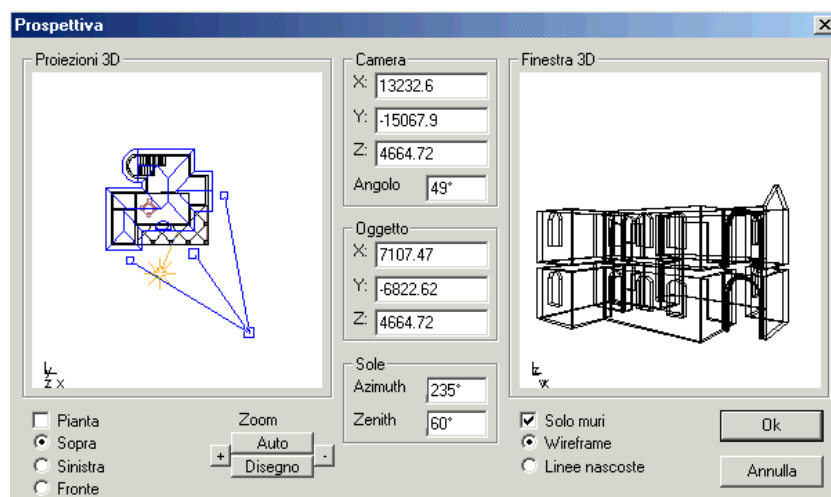 Prospettiva
Proiezioni 3D
Camera
X: 13232.6
Y: -15067.9
Z: 4664.72
Angolo 49°
Oggetto
X: 7107.47
Y: -6822.62
Z: 4664.72
Sole
Azimuth 235°
Zenith 60°
Finestra 3D
Pianta
Sopra
Sinistra
Fronte
Zoom
+ Auto -
Disegno
Solo muri
Wireframe
Linee nascoste
Ok
Annulla